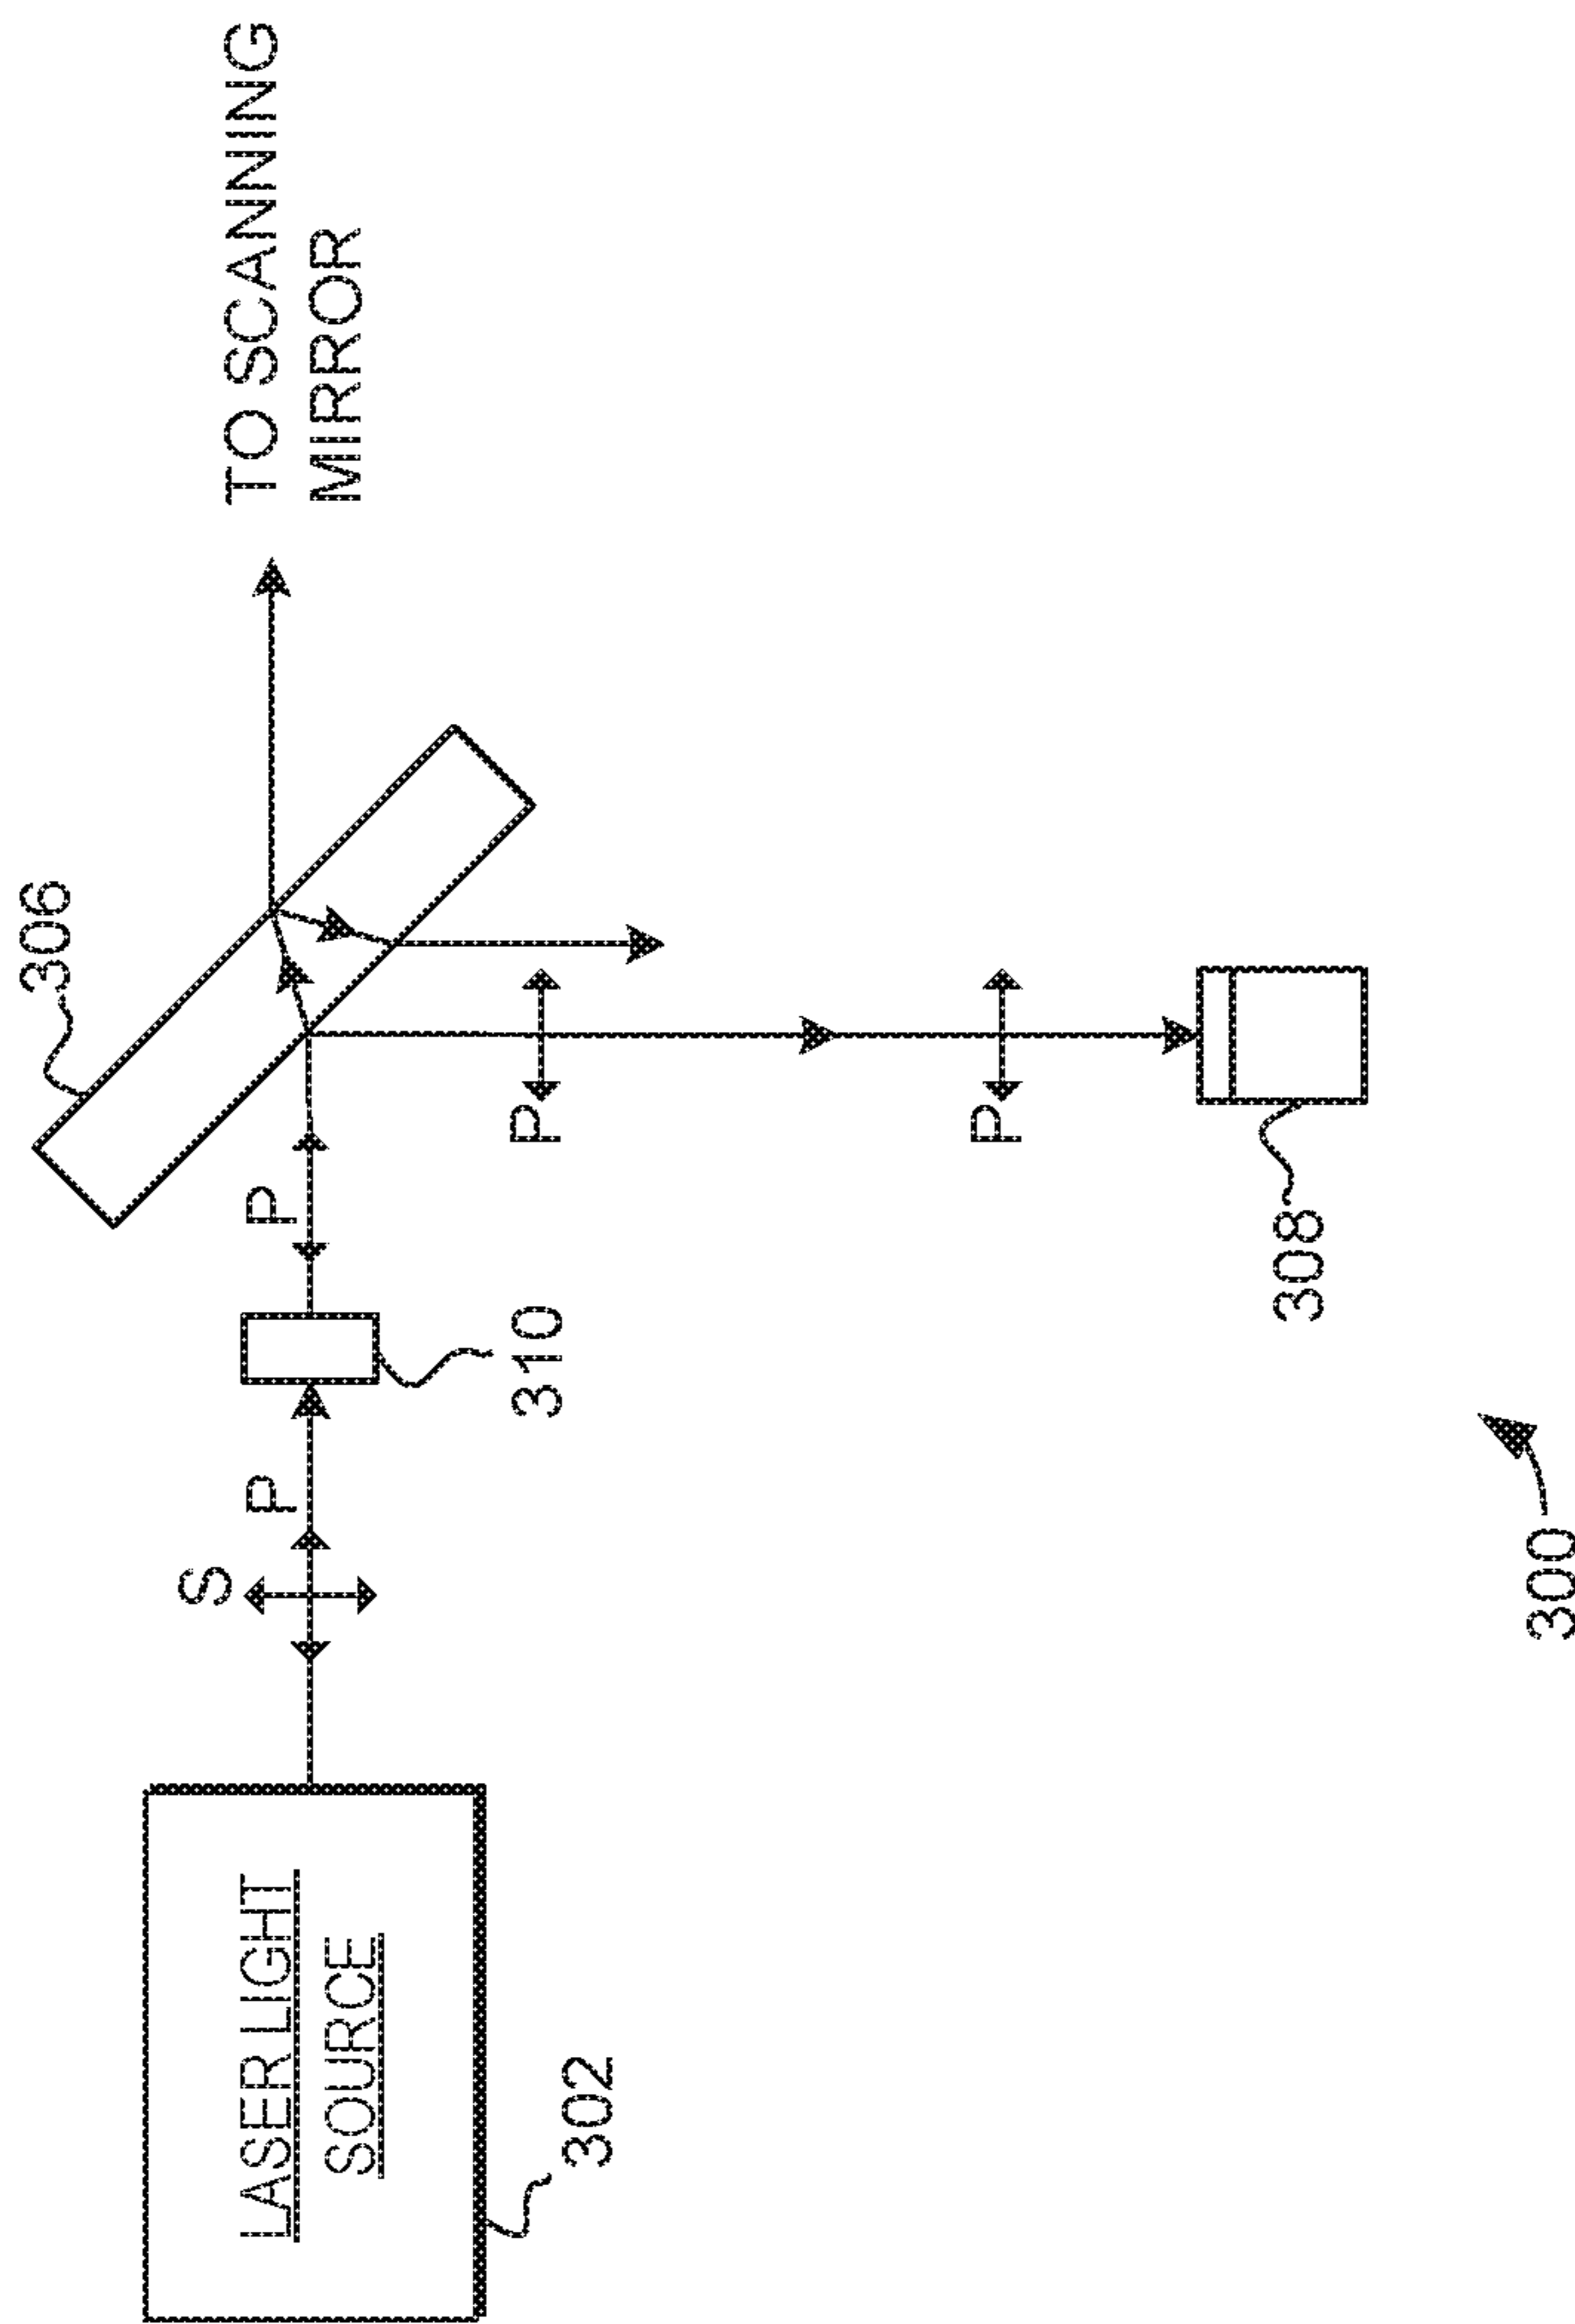 306
TO SCANNING
MIRROR
S
P
P
P
P
LASER LIGHT
SOURCE
310
302
308
300